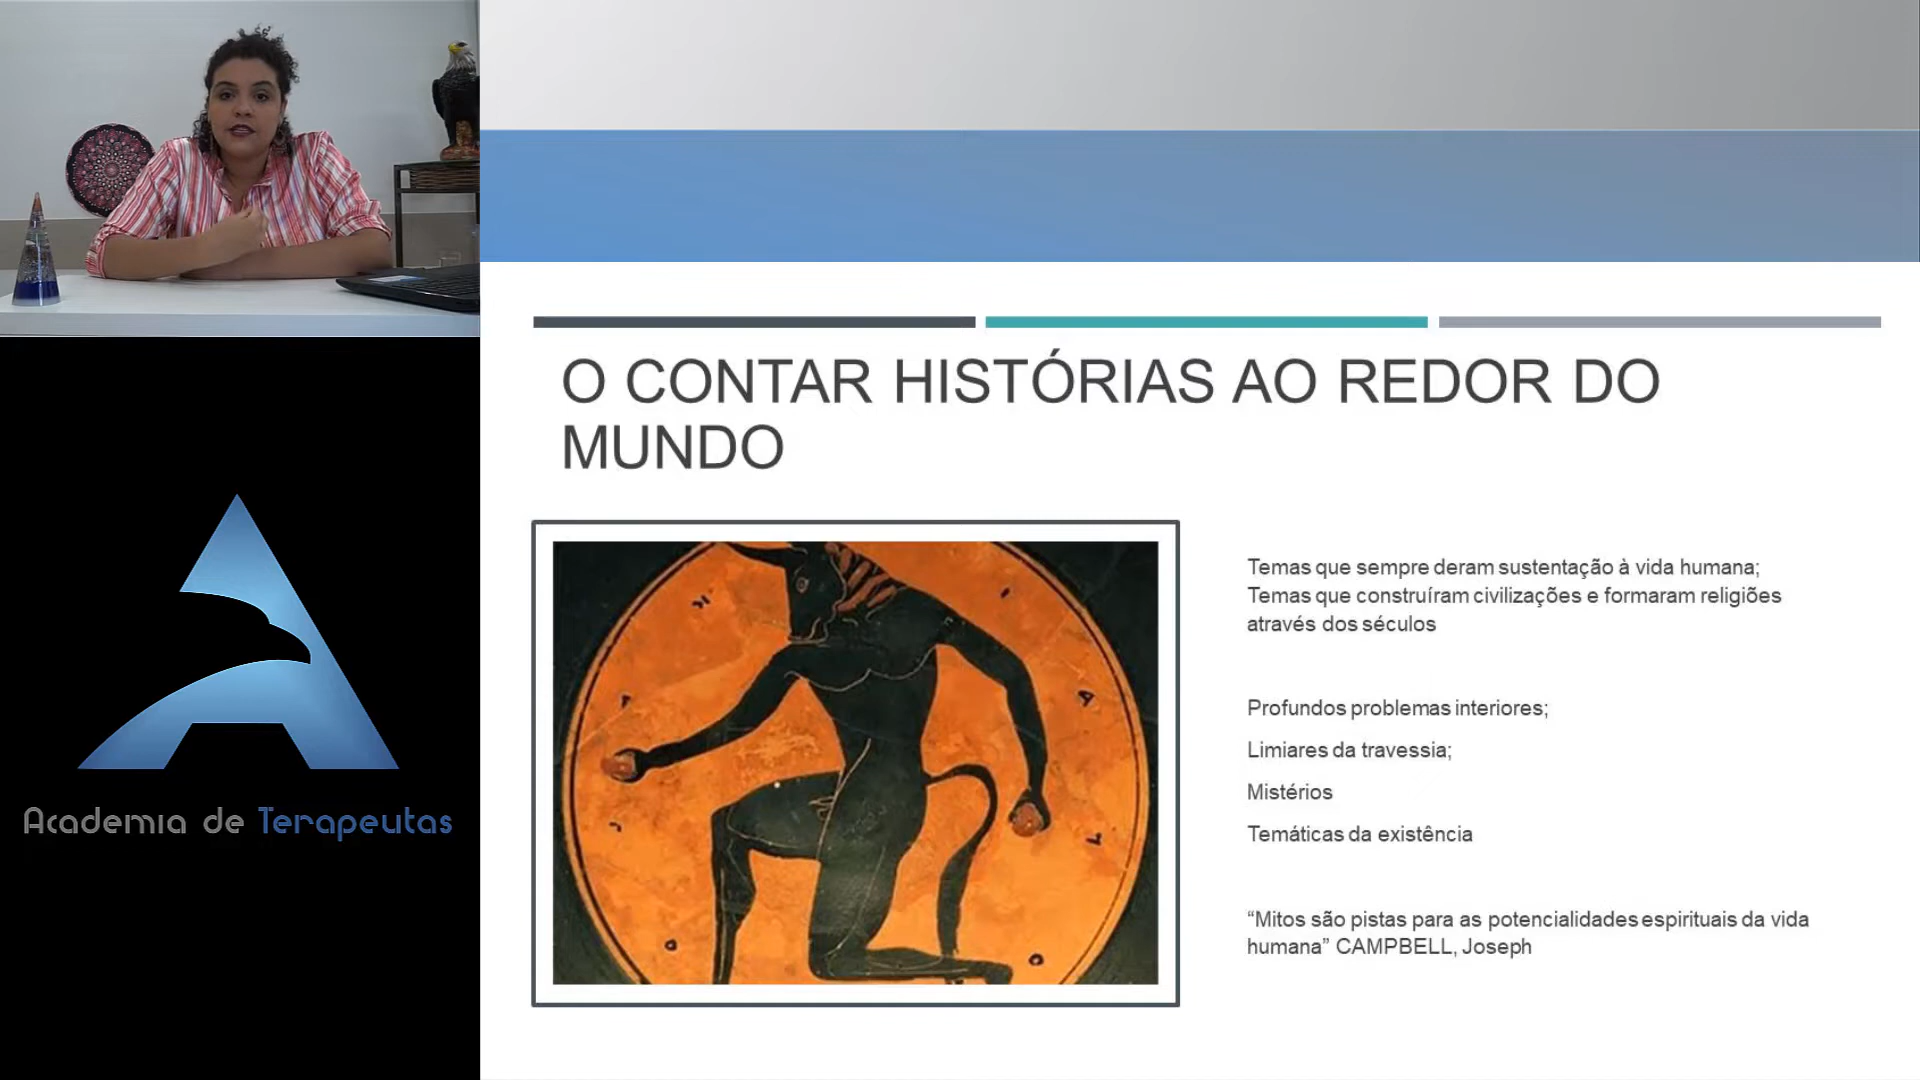 O CONTAR HISTÓRIAS AO REDOR DO
MUNDO
Temas que sempre deram sustentação à vida humana;
Temas que construíram civilizações e formaram religiões
através dos séculos
Profundos problemas interiores;
Limiares da travessia;
Mistérios
Temáticas da existência
“Mitos são pistas para as potencialidades espirituais da vida
humana” CAMPBELL, Joseph
Academia de Terapeutas